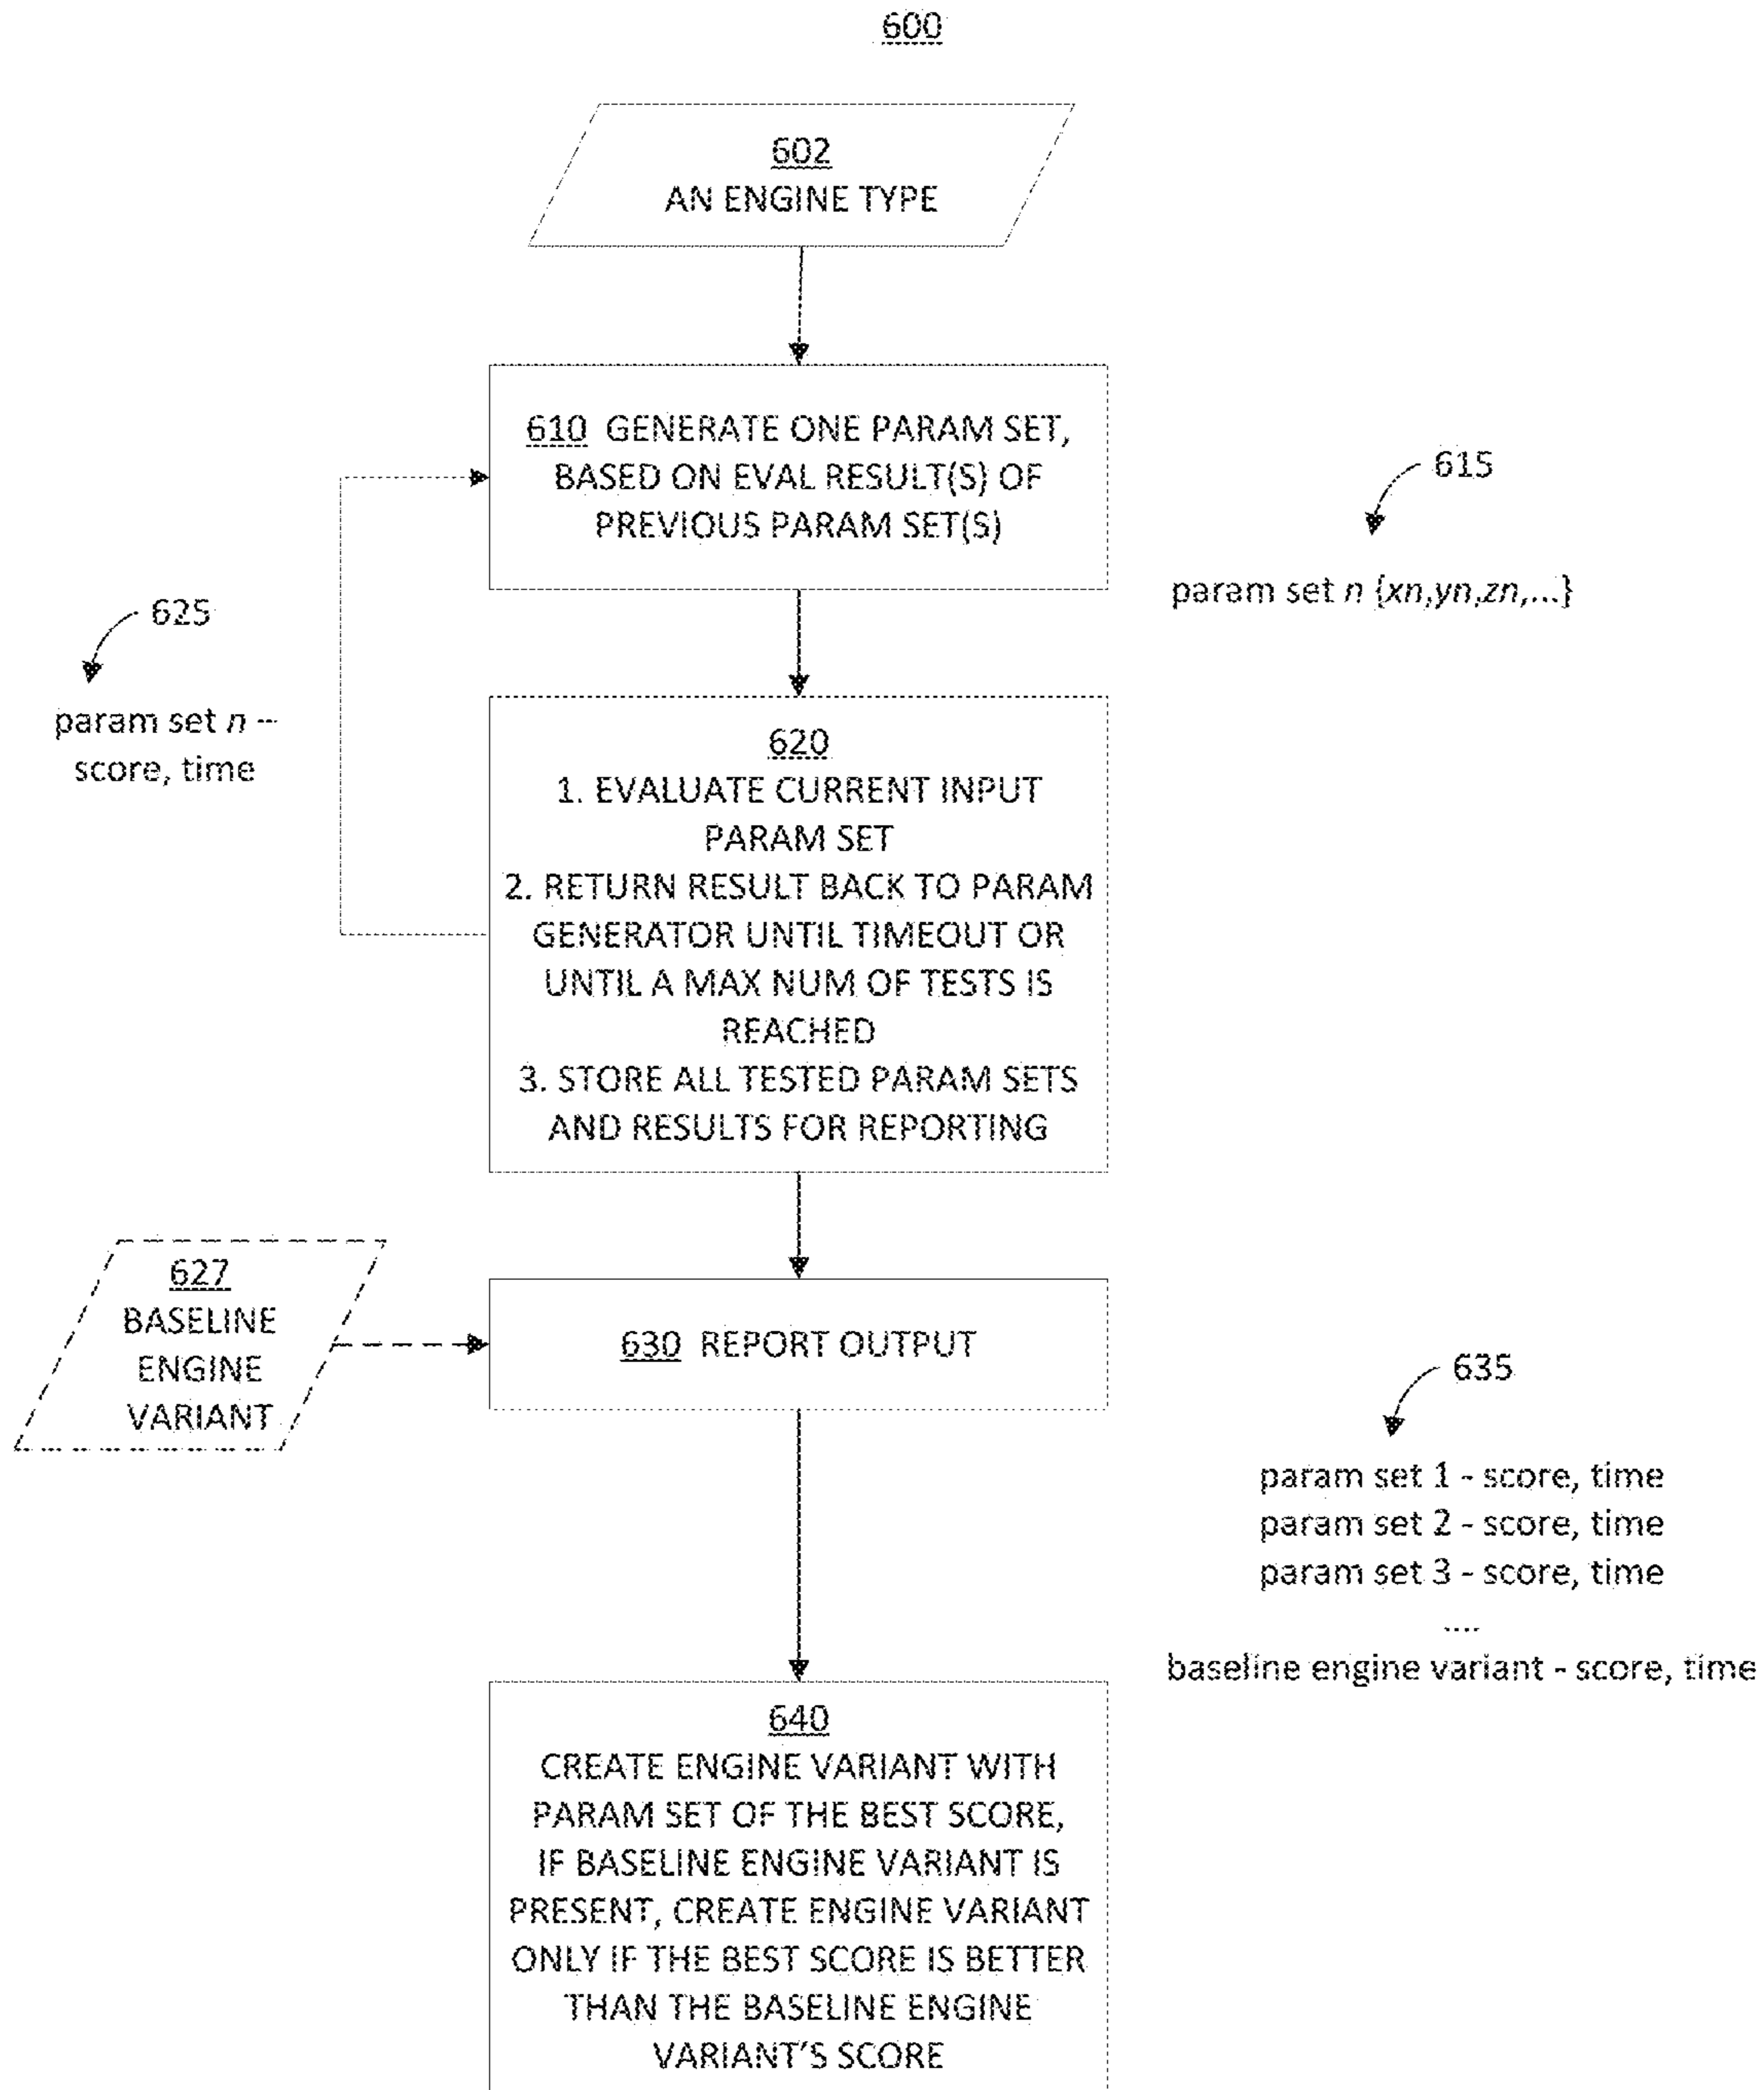 600
602
AN ENGINE TYPE
610 GENERATE ONE PARAM SET,
BASED ON EVAL RESULT(S) OF
PREVIOUS PARAM SET(S)
615
param set n {xn,yn,zn,...}
625
param set n --
score, time
620
1. EVALUATE CURRENT INPUT
PARAM SET
2. RETURN RESULT BACK TO PARAM
GENERATOR UNTIL TIMEOUT OR
UNTIL A MAX NUM OF TESTS IS
REACHED
3. STORE ALL TESTED PARAM SETS
AND RESULTS FOR REPORTING
627
BASELINE
ENGINE
VARIANT
630 REPORT OUTPUT
635
param set 1 - score, time
param set 2 - score, time
param set 3 - score, time
....
baseline engine variant - score, time
640
CREATE ENGINE VARIANT WITH
PARAM SET OF THE BEST SCORE,
IF BASELINE ENGINE VARIANT IS
PRESENT, CREATE ENGINE VARIANT
ONLY IF THE BEST SCORE IS BETTER
THAN THE BASELINE ENGINE
VARIANT'S SCORE